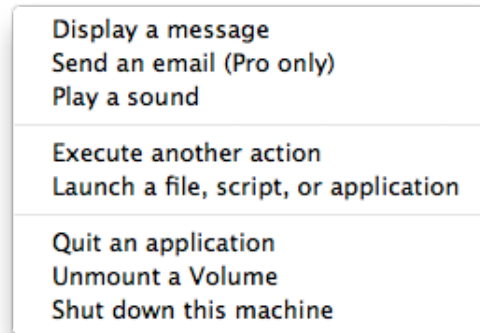 Display a message
Send an email (Pro only)
Play a sound
Execute another action
Launch a file, script, or application
Quit an application
Unmount a Volume
Shut down this machine